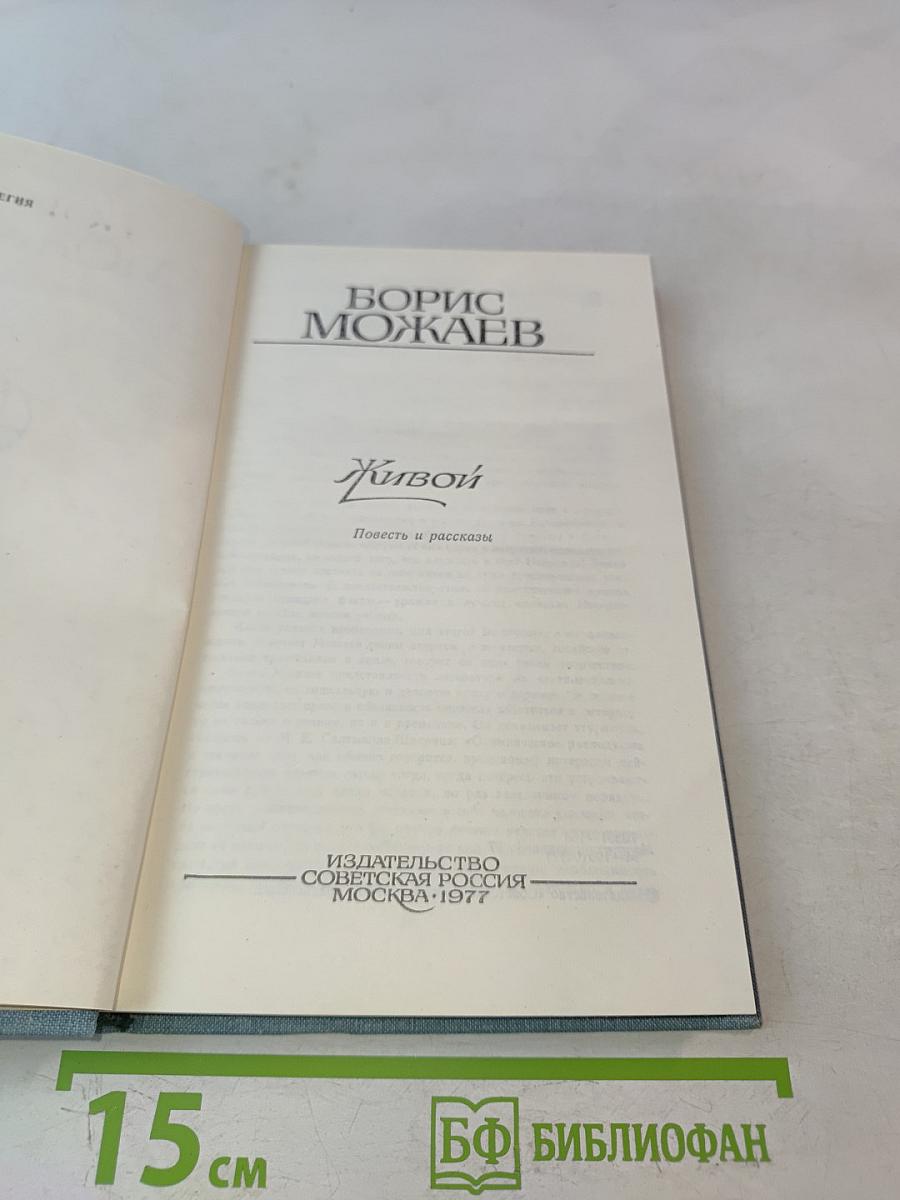 БОРИС
МОЖАЕВ
Живой
Повесть и рассказы
ИЗДАТЕЛЬСТВО
СОВЕТСКАЯ РОССИЯ
МОСКВА·1977
15 см
БФ БИБЛИОФАН